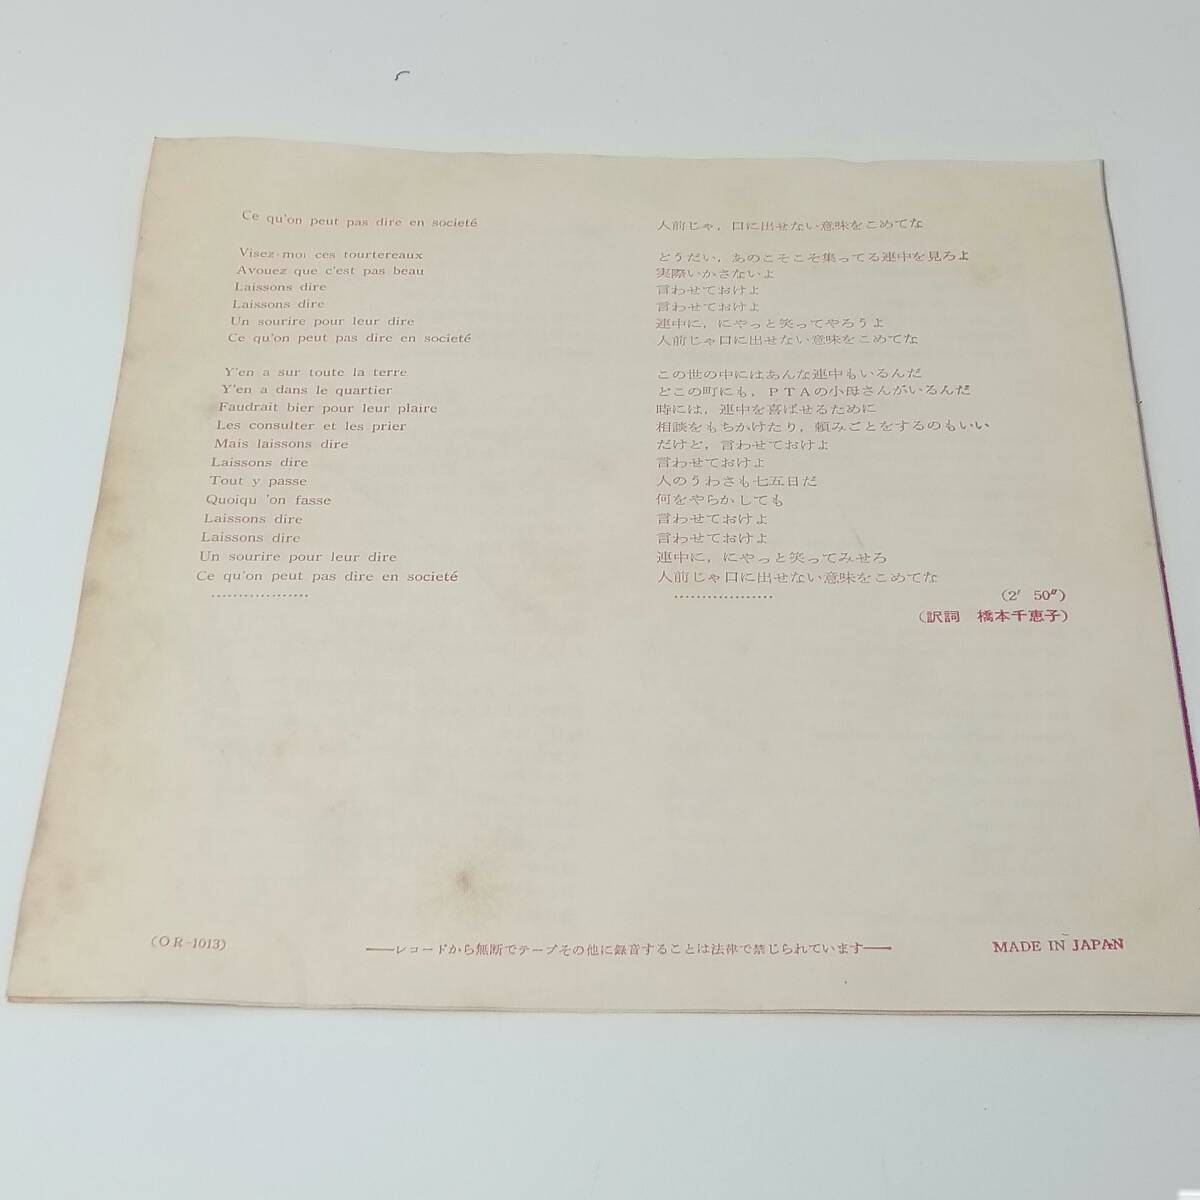 Ce qu'on peut pas dire en societé
Visez-moi ces tourtereaux
Avouez que c'est pas beau
Laissons dire
Laissons dire
Un sourire pour leur dire
Ce qu'on peut pas dire en societé
Y'en a sur toute la terre
Y'en a dans le quartier
Faudrait bier pour leur plaire
Les consulter et les prier
Mais laissons dire
Laissons dire
Tout y passe
Quoiqu 'on fasse
Laissons dire
Laissons dire
Un sourire pour leur dire
Ce qu'on peut pas dire en societé
..................
人前じゃ，口に出せない意味をこめてな
どうだい，あのこそこそ集ってる連中を見ろよ
実際いかさないよ
言わせておけよ
言わせておけよ
連中に，にやっと笑ってやろうよ
人前じゃ口に出せない意味をこめてな
この世の中にはあんな連中もいるんだ
どこの町にも，PTAの小母さんがいるんだ
時には，連中を喜ばせるために
相談をもちかけたり，頼みごとをするのもいい
だけど，言わせておけよ
言わせておけよ
人のうわさも七五日だ
何をやらかしても
言わせておけよ
言わせておけよ
連中に，にやっと笑ってみせろ
人前じゃ口に出せない意味をこめてな
..................
(2′ 50″)
(訳詞 橋本千恵子)
(OR-1013)
——レコードから無断でテープその他に録音することは法律で禁じられています——
MADE IN JAPAN